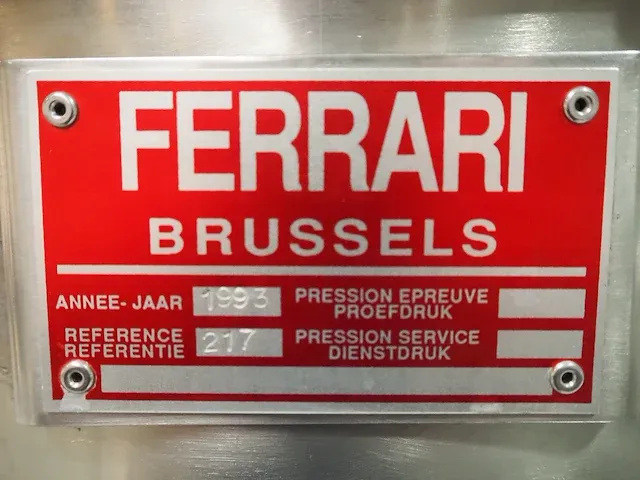 FERRARI
BRUSSELS
ANNEE- JAAR 1993
REFERENCE
REFERENTIE 217
PRESSION EPREUVE
PROEFDRUK
PRESSION SERVICE
DIENSTDRUK